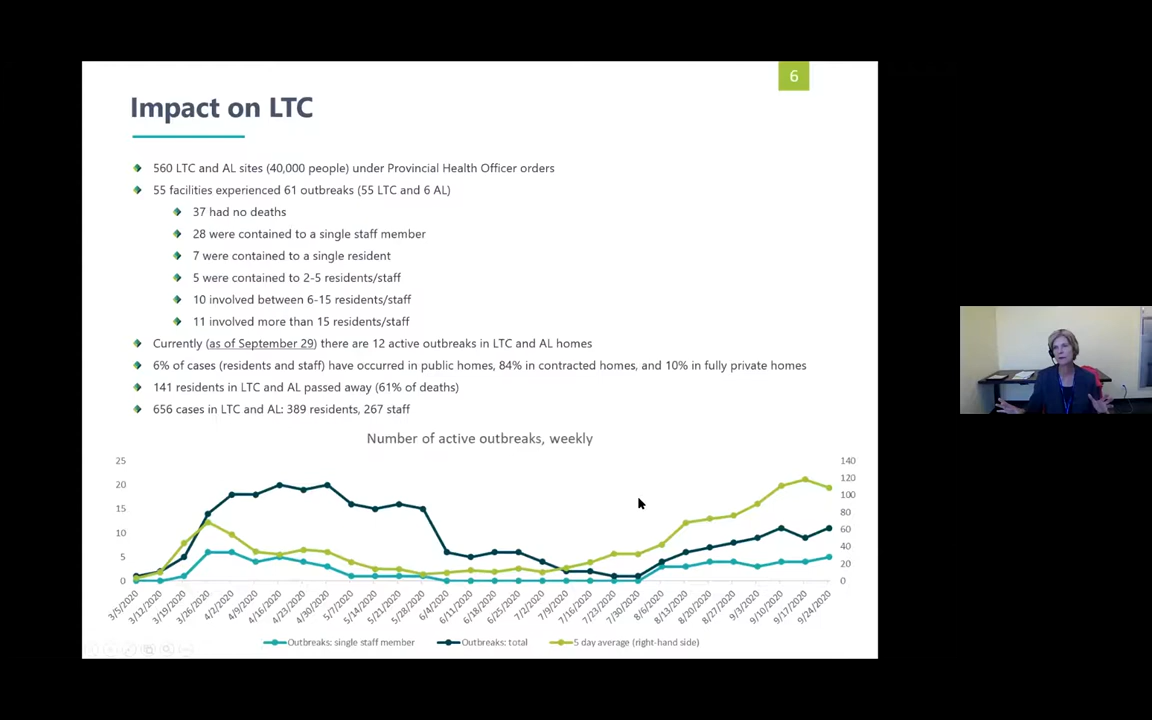 6
Impact on LTC
560 LTC and AL sites (40,000 people) under Provincial Health Officer orders
55 facilities experienced 61 outbreaks (55 LTC and 6 AL)
37 had no deaths
28 were contained to a single staff member
7 were contained to a single resident
5 were contained to 2-5 residents/staff
10 involved between 6-15 residents/staff
11 involved more than 15 residents/staff
Currently (as of September 29) there are 12 active outbreaks in LTC and AL homes
6% of cases (residents and staff) have occurred in public homes, 84% in contracted homes, and 10% in fully private homes
141 residents in LTC and AL passed away (61% of deaths)
656 cases in LTC and AL: 389 residents, 267 staff
Number of active outbreaks, weekly
25 20 15 10 5 0
140 120 100 80 60 40 20 0
3/5/2020 3/12/2020 3/19/2020 3/26/2020 4/2/2020 4/9/2020 4/16/2020 4/23/2020 4/30/2020 5/7/2020 5/14/2020 5/21/2020 5/28/2020 6/4/2020 6/11/2020 6/18/2020 6/25/2020 7/2/2020 7/9/2020 7/16/2020 7/23/2020 7/30/2020 8/6/2020 8/13/2020 8/20/2020 8/27/2020 9/3/2020 9/10/2020 9/17/2020 9/24/2020
Outbreaks: single staff member Outbreaks: total 5 day average (right-hand side)